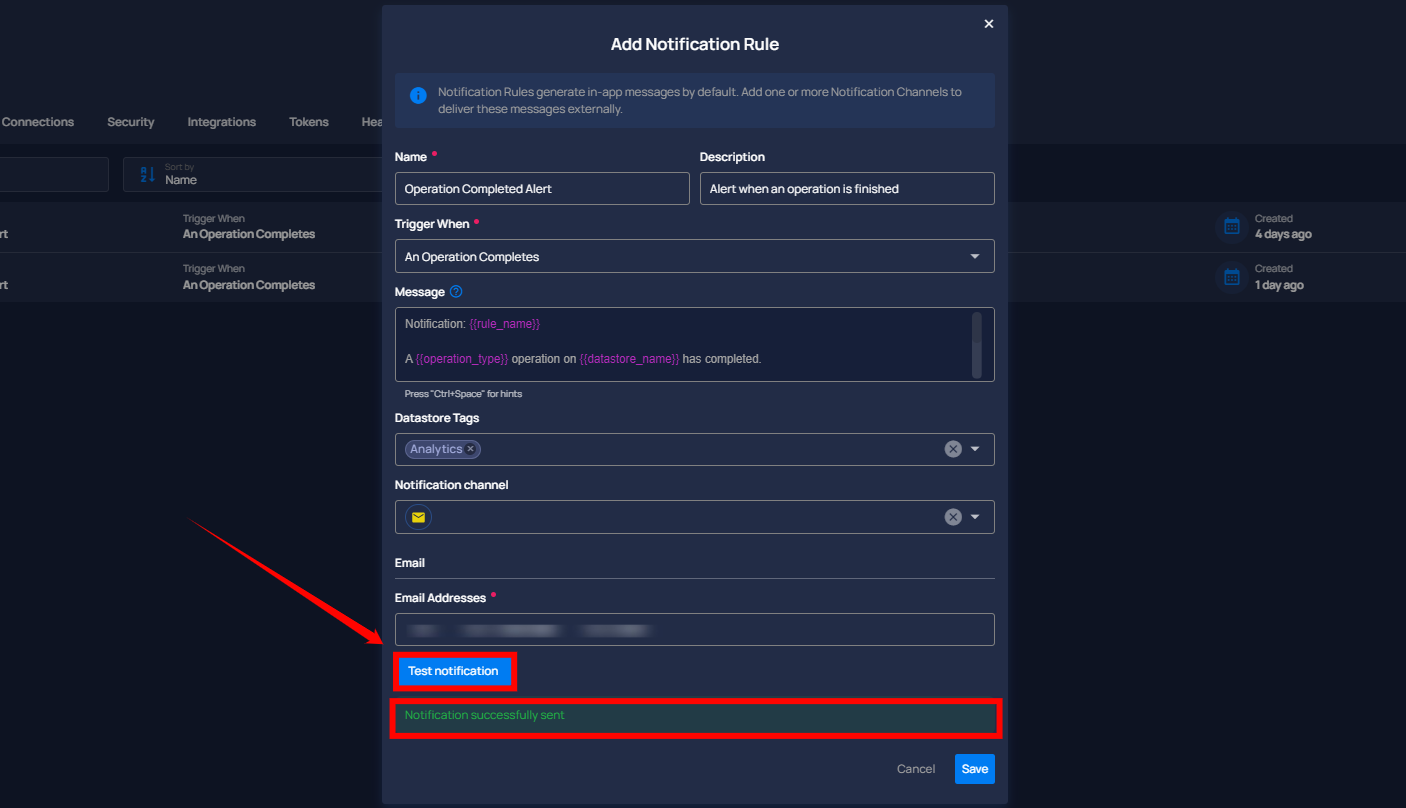 Add Notification Rule
Notification Rules generate in-app messages by default. Add one or more Notification Channels to
deliver these messages externally.
Connections Security Integrations Tokens Hea
Name * Description
Sort by
Name
Operation Completed Alert Alert when an operation is finished
Trigger When *
Trigger When
An Operation Completes
rt
Created
4 days ago
An Operation Completes
Trigger When
An Operation Completes
rt
Created
1 day ago
Message
Notification: {{rule_name}}
A {{operation_type}} operation on {{datastore_name}} has completed.
Press "Ctrl+Space" for hints
Datastore Tags
Analytics
Notification channel
Email
Email Addresses *
Test notification
Notification successfully sent
Cancel Save